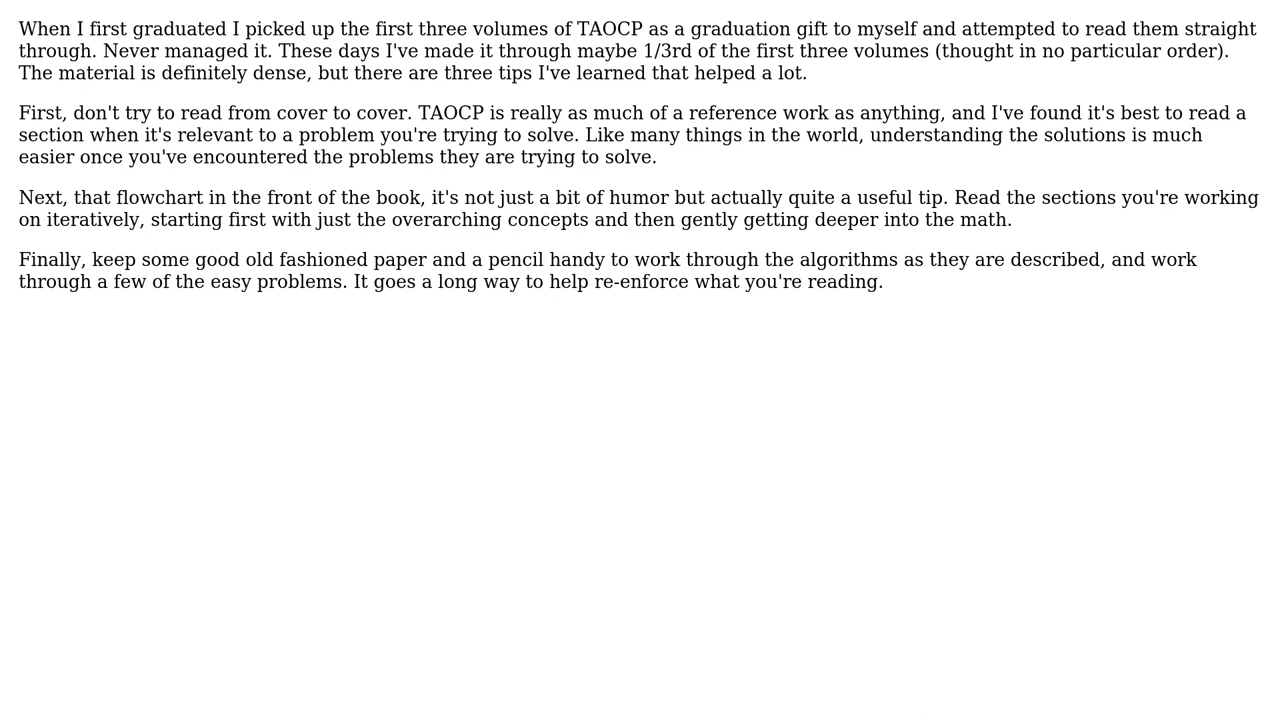 When I first graduated I picked up the first three volumes of TAOCP as a graduation gift to myself and attempted to read them straight
through. Never managed it. These days I've made it through maybe 1/3rd of the first three volumes (thought in no particular order).
The material is definitely dense, but there are three tips I've learned that helped a lot.
First, don't try to read from cover to cover. TAOCP is really as much of a reference work as anything, and I've found it's best to read a
section when it's relevant to a problem you're trying to solve. Like many things in the world, understanding the solutions is much
easier once you've encountered the problems they are trying to solve.
Next, that flowchart in the front of the book, it's not just a bit of humor but actually quite a useful tip. Read the sections you're working
on iteratively, starting first with just the overarching concepts and then gently getting deeper into the math.
Finally, keep some good old fashioned paper and a pencil handy to work through the algorithms as they are described, and work
through a few of the easy problems. It goes a long way to help re-enforce what you're reading.